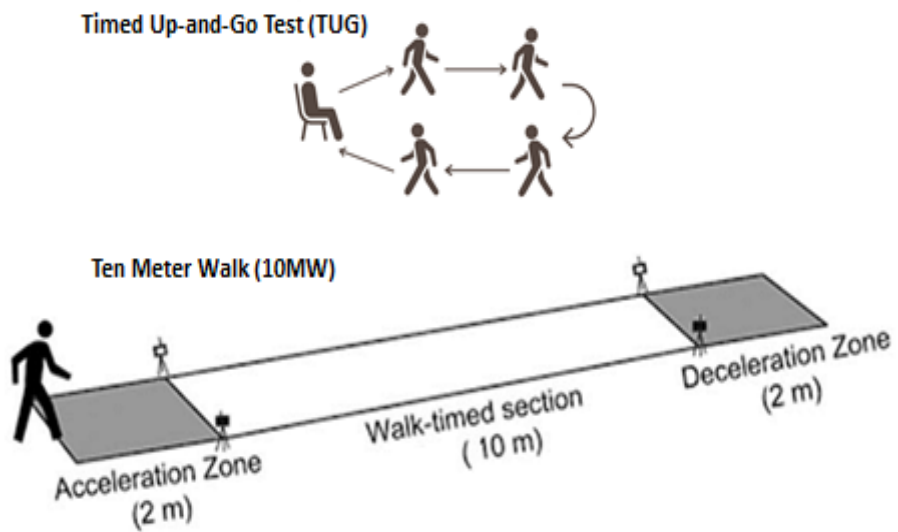 Timed Up-and-Go Test (TUG)
Ten Meter Walk (10MW)
Deceleration Zone
(2 m)
Walk-timed section
( 10 m)
Acceleration Zone
(2 m)